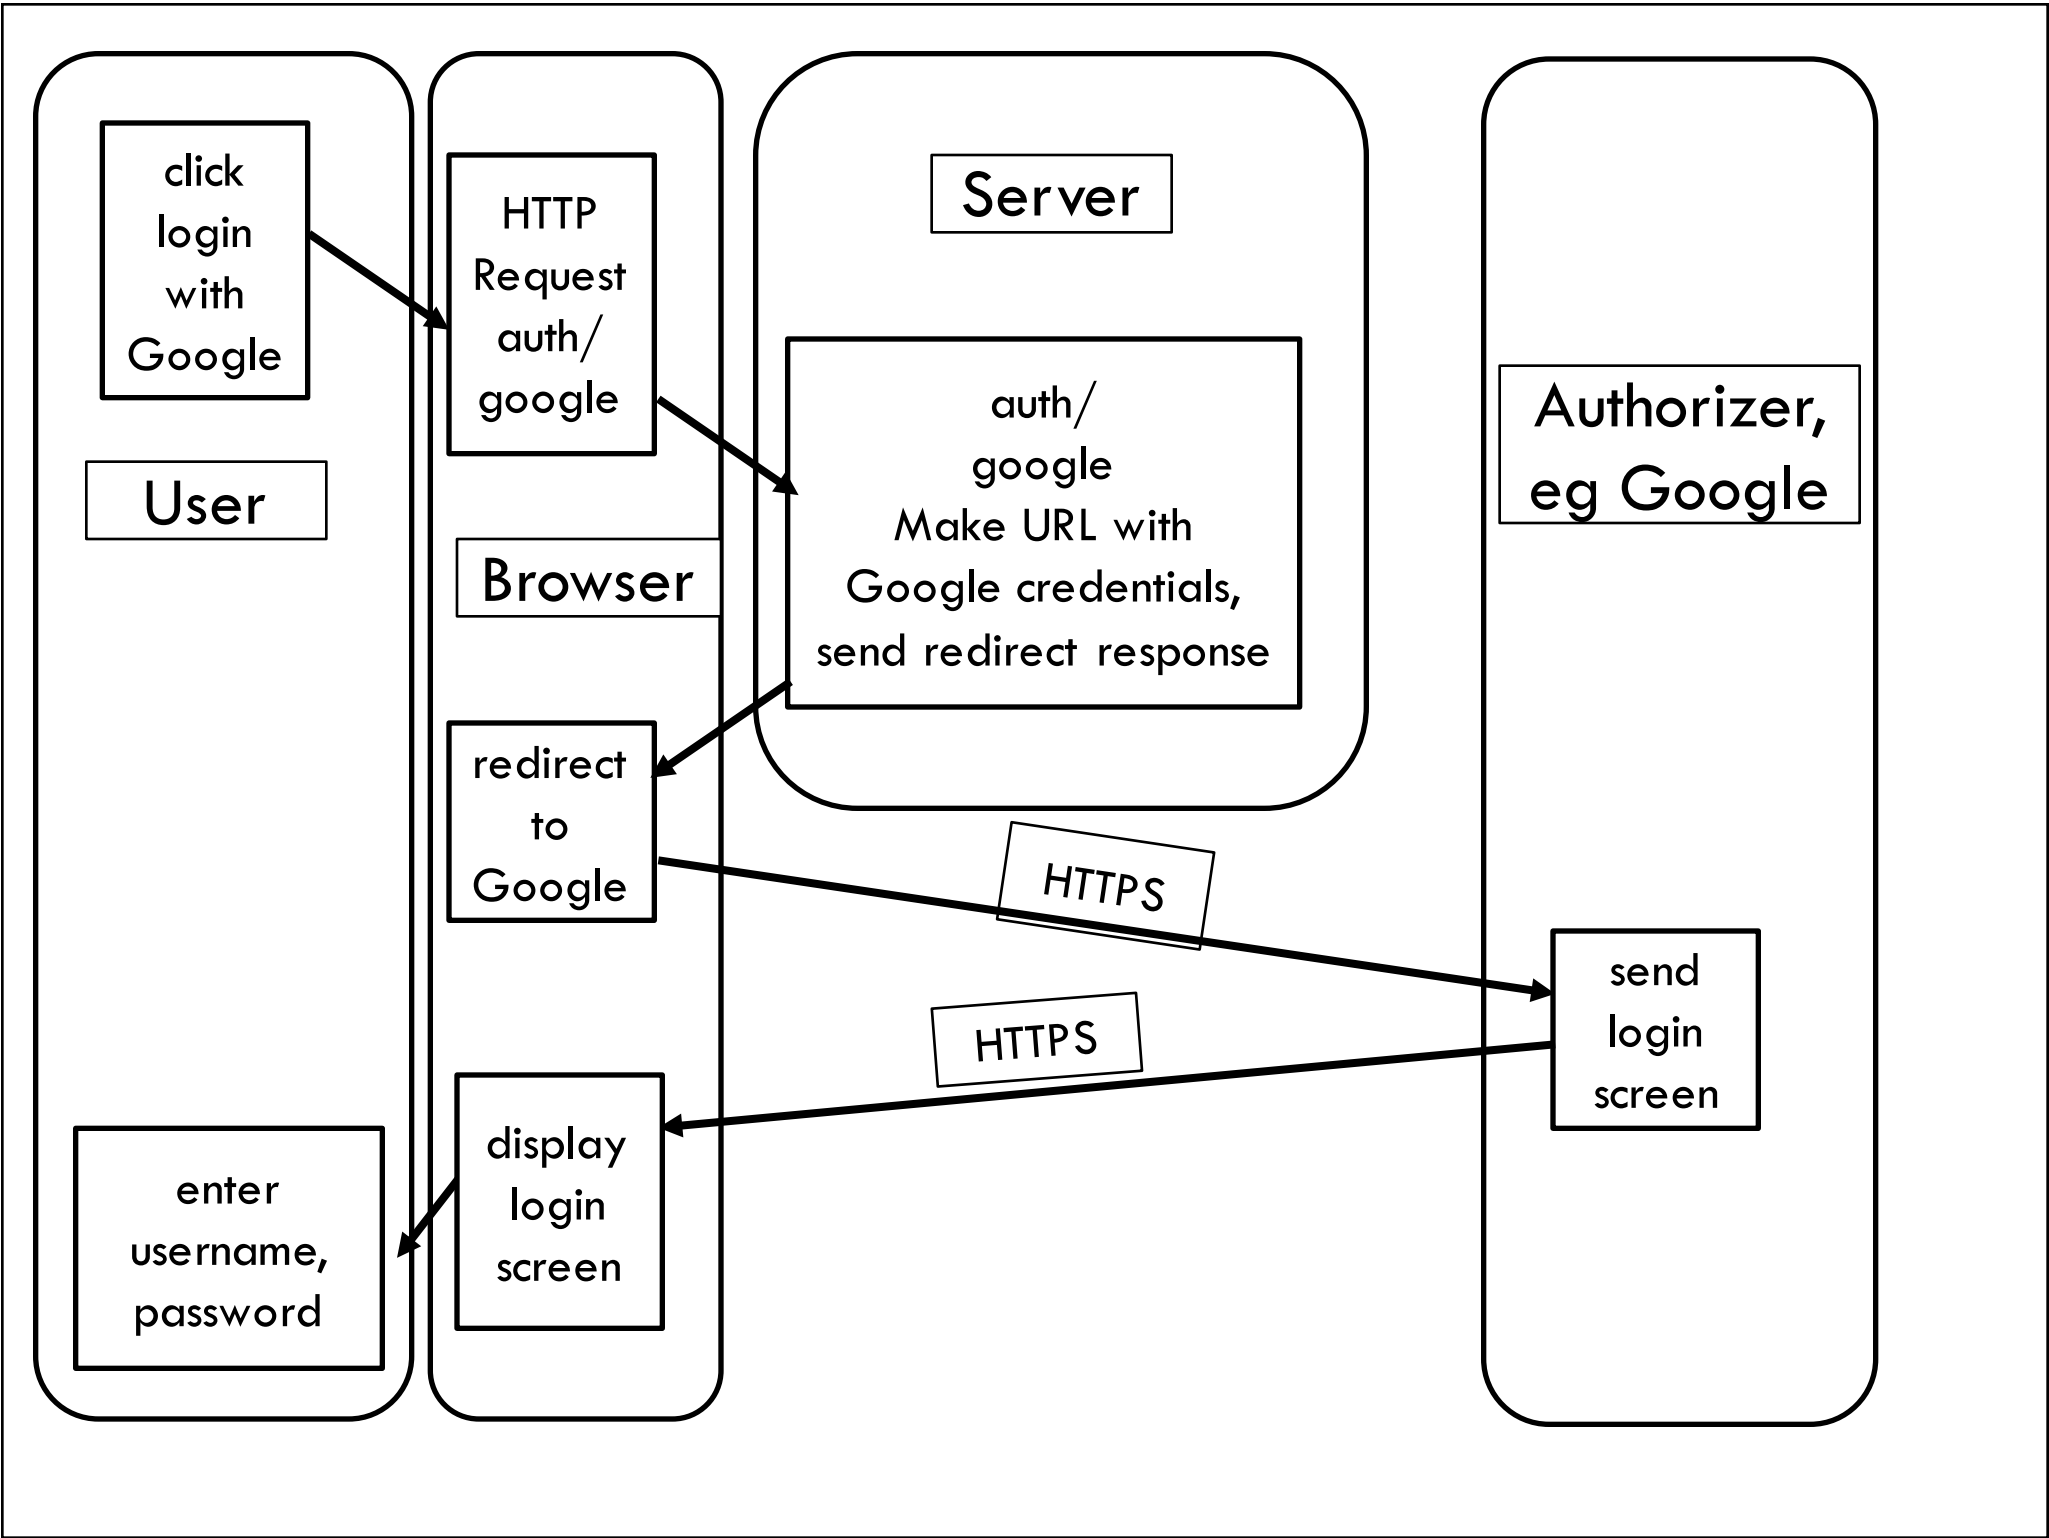 click
login
with
Google
User
HTTP
Request
auth/
google
Browser
Server
auth/
google
Make URL with
Google credentials,
send redirect response
Authorizer,
eg Google
redirect
to
Google
HTTPS
send
login
screen
HTTPS
display
login
screen
enter
username,
password